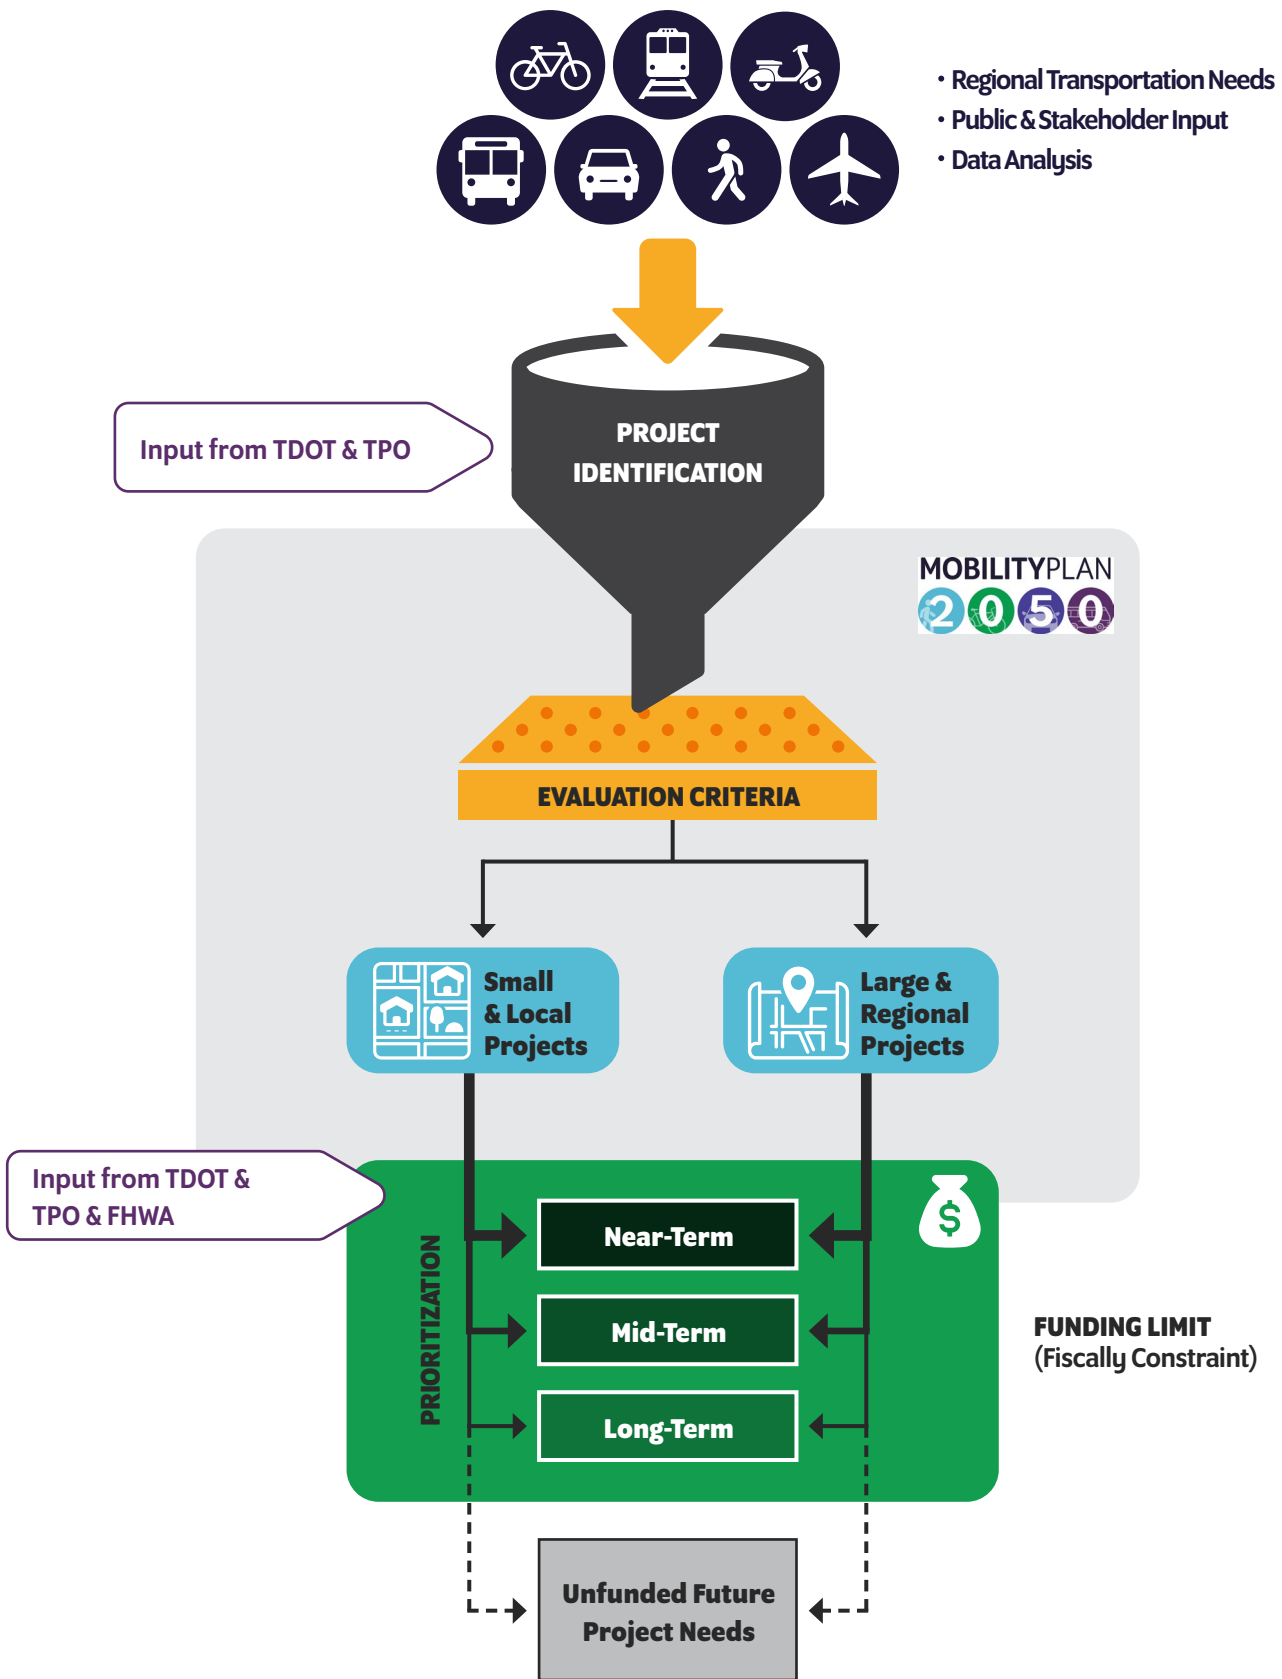 • Regional Transportation Needs
• Public & Stakeholder Input
• Data Analysis
PROJECT
IDENTIFICATION
Input from TDOT & TPO
MOBILITYPLAN
2050
EVALUATION CRITERIA
Small
& Local
Projects
Large &
Regional
Projects
Input from TDOT &
TPO & FHWA
PRIORITIZATION
$
Near-Term
Mid-Term
Long-Term
FUNDING LIMIT
(Fiscally Constraint)
Unfunded Future
Project Needs